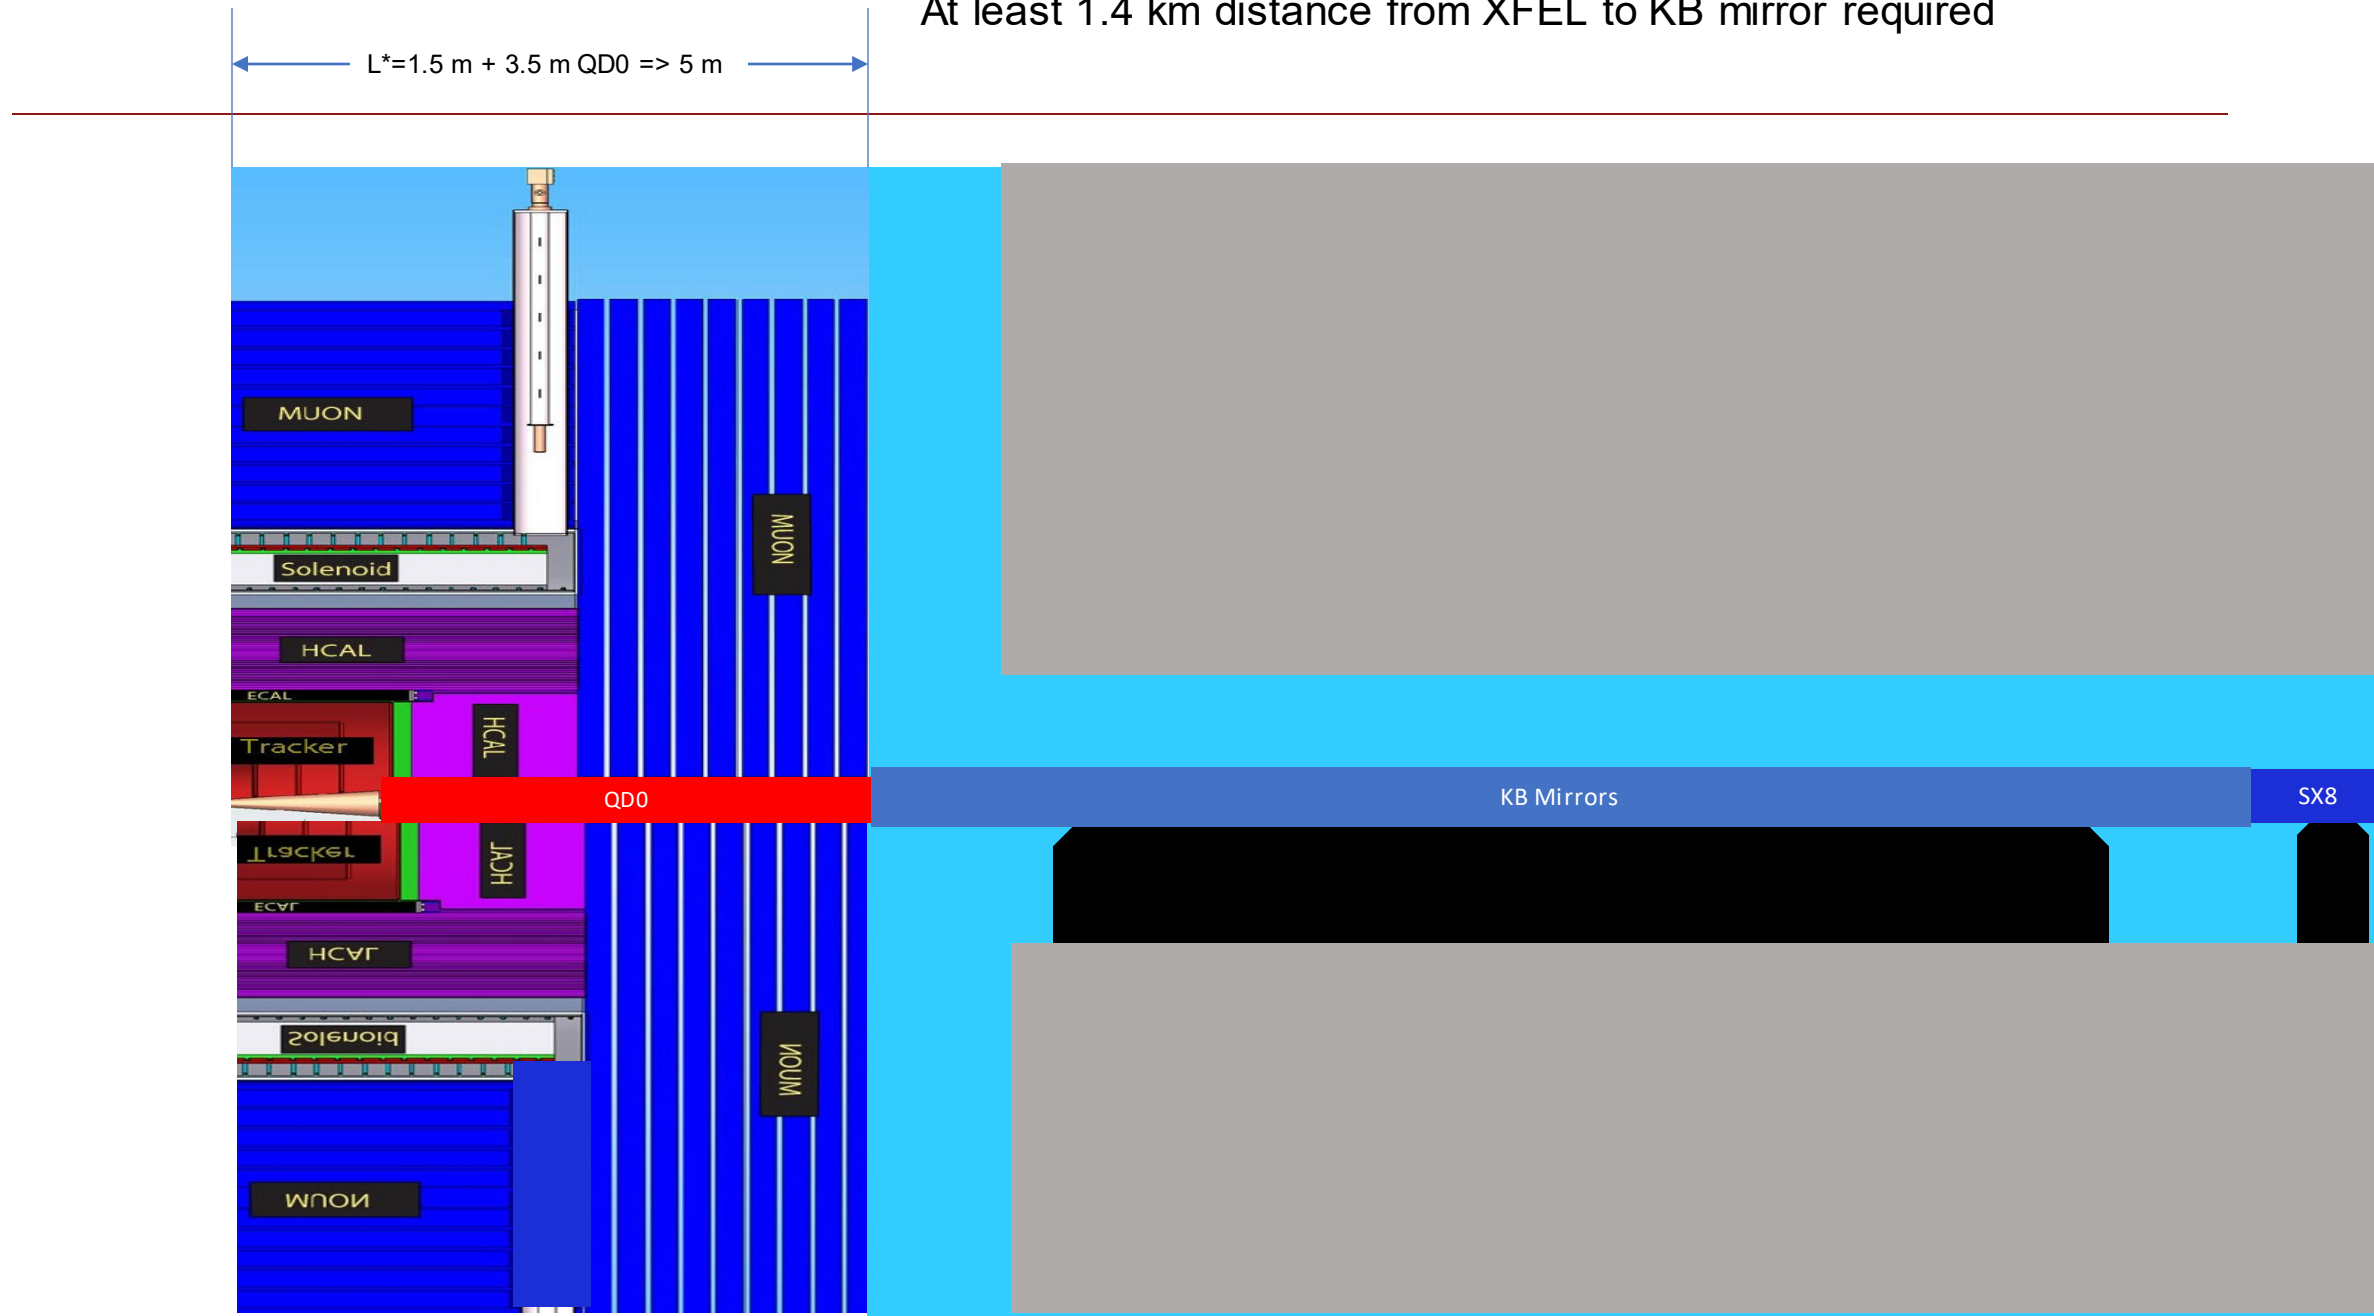 At least 1.4 km distance from XFEL to KB mirror required
L*=1.5 m + 3.5 m QD0 => 5 m
MUON
MUON
Solenoid
HCAL
ECAL
HCAL
Tracker
QD0
KB Mirrors
SX8
Tracker
HCAL
ECAL
HCAL
Solenoid
MUON
MUON